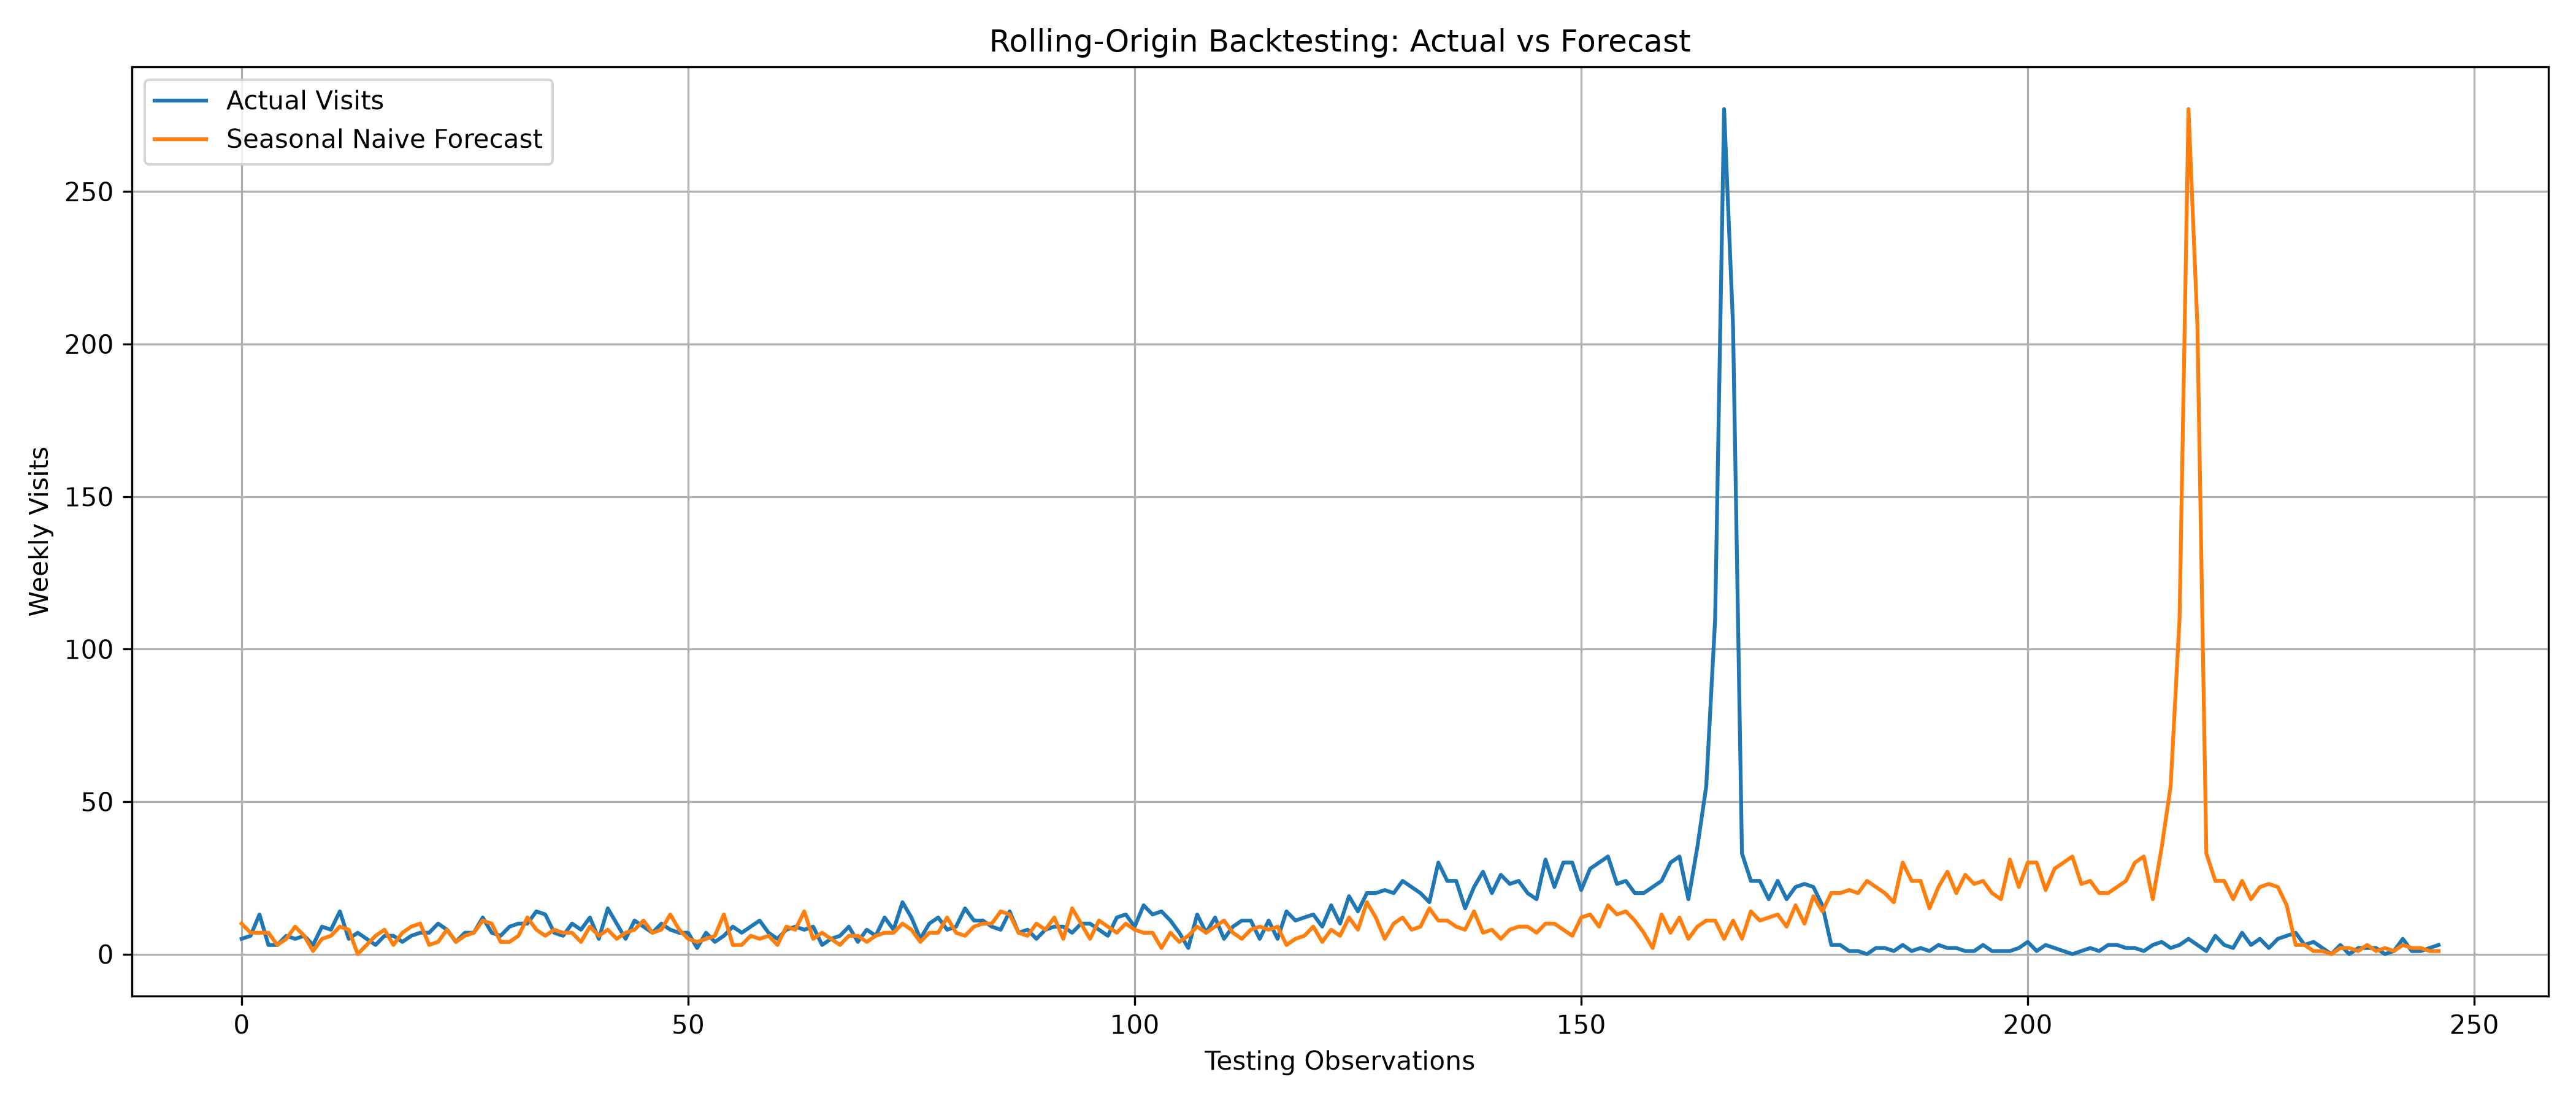 Rolling-Origin Backtesting: Actual vs Forecast
Actual Visits
Seasonal Naive Forecast
Weekly Visits
250
200
150
100
50
0
0 50 100 150 200 250
Testing Observations